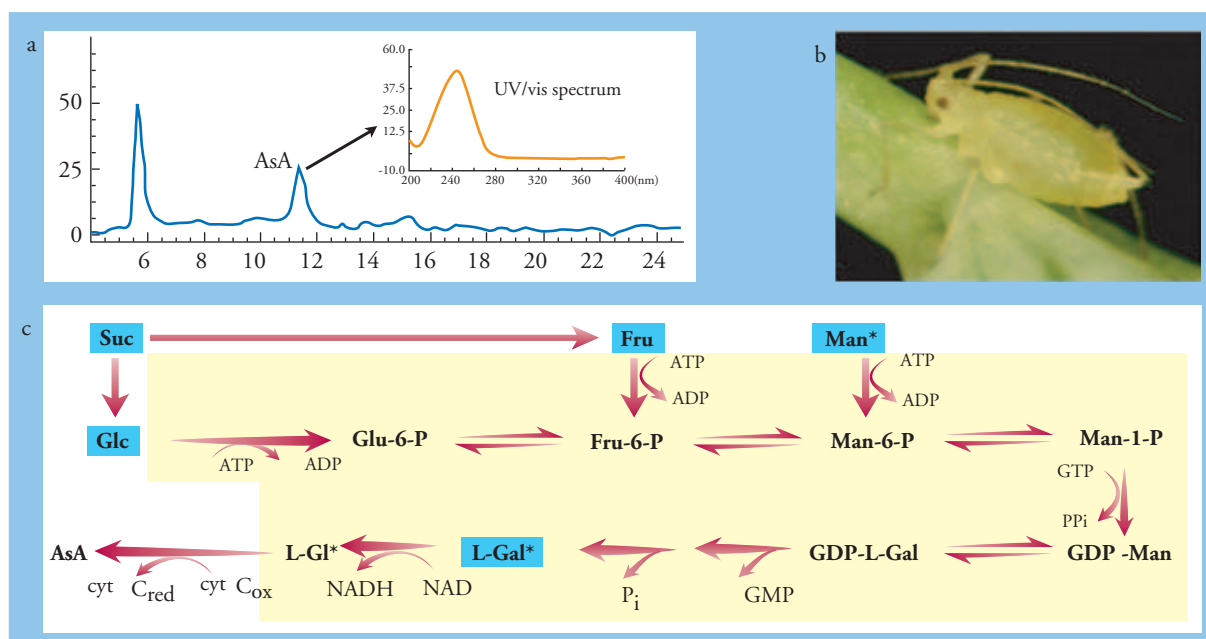 a
b
60.0
37.5
25.0
12.5
-10.0
UV/vis spectrum
200 240 280 320 360 400(nm)
50
25
0
AsA
6 8 10 12 14 16 18 20 22 24
c
Suc Fru Man*
ATP ATP
ADP ADP
Glc Glu-6-P Fru-6-P Man-6-P Man-1-P
ATP ADP
GTP
PPi
AsA L-Gl* L-Gal* GDP-L-Gal GDP -Man
cyt Cred cyt Cox NADH NAD Pi GMP